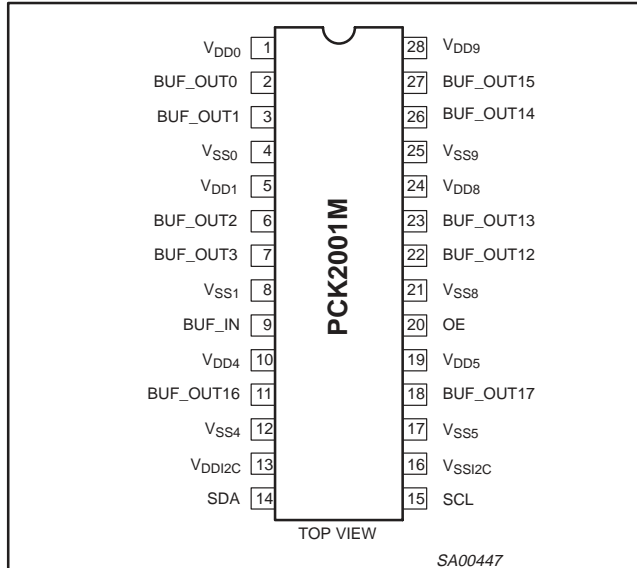 VDD0 1 28 VDD9
BUF_OUT0 2 27 BUF_OUT15
BUF_OUT1 3 26 BUF_OUT14
VSS0 4 25 VSS9
VDD1 5 24 VDD8
BUF_OUT2 6 23 BUF_OUT13
BUF_OUT3 7 22 BUF_OUT12
VSS1 8 21 VSS8
BUF_IN 9 20 OE
VDD4 10 19 VDD5
BUF_OUT16 11 18 BUF_OUT17
VSS4 12 17 VSS5
VDDI2C 13 16 VSSI2C
SDA 14 15 SCL
PCK2001M
TOP VIEW
SA00447